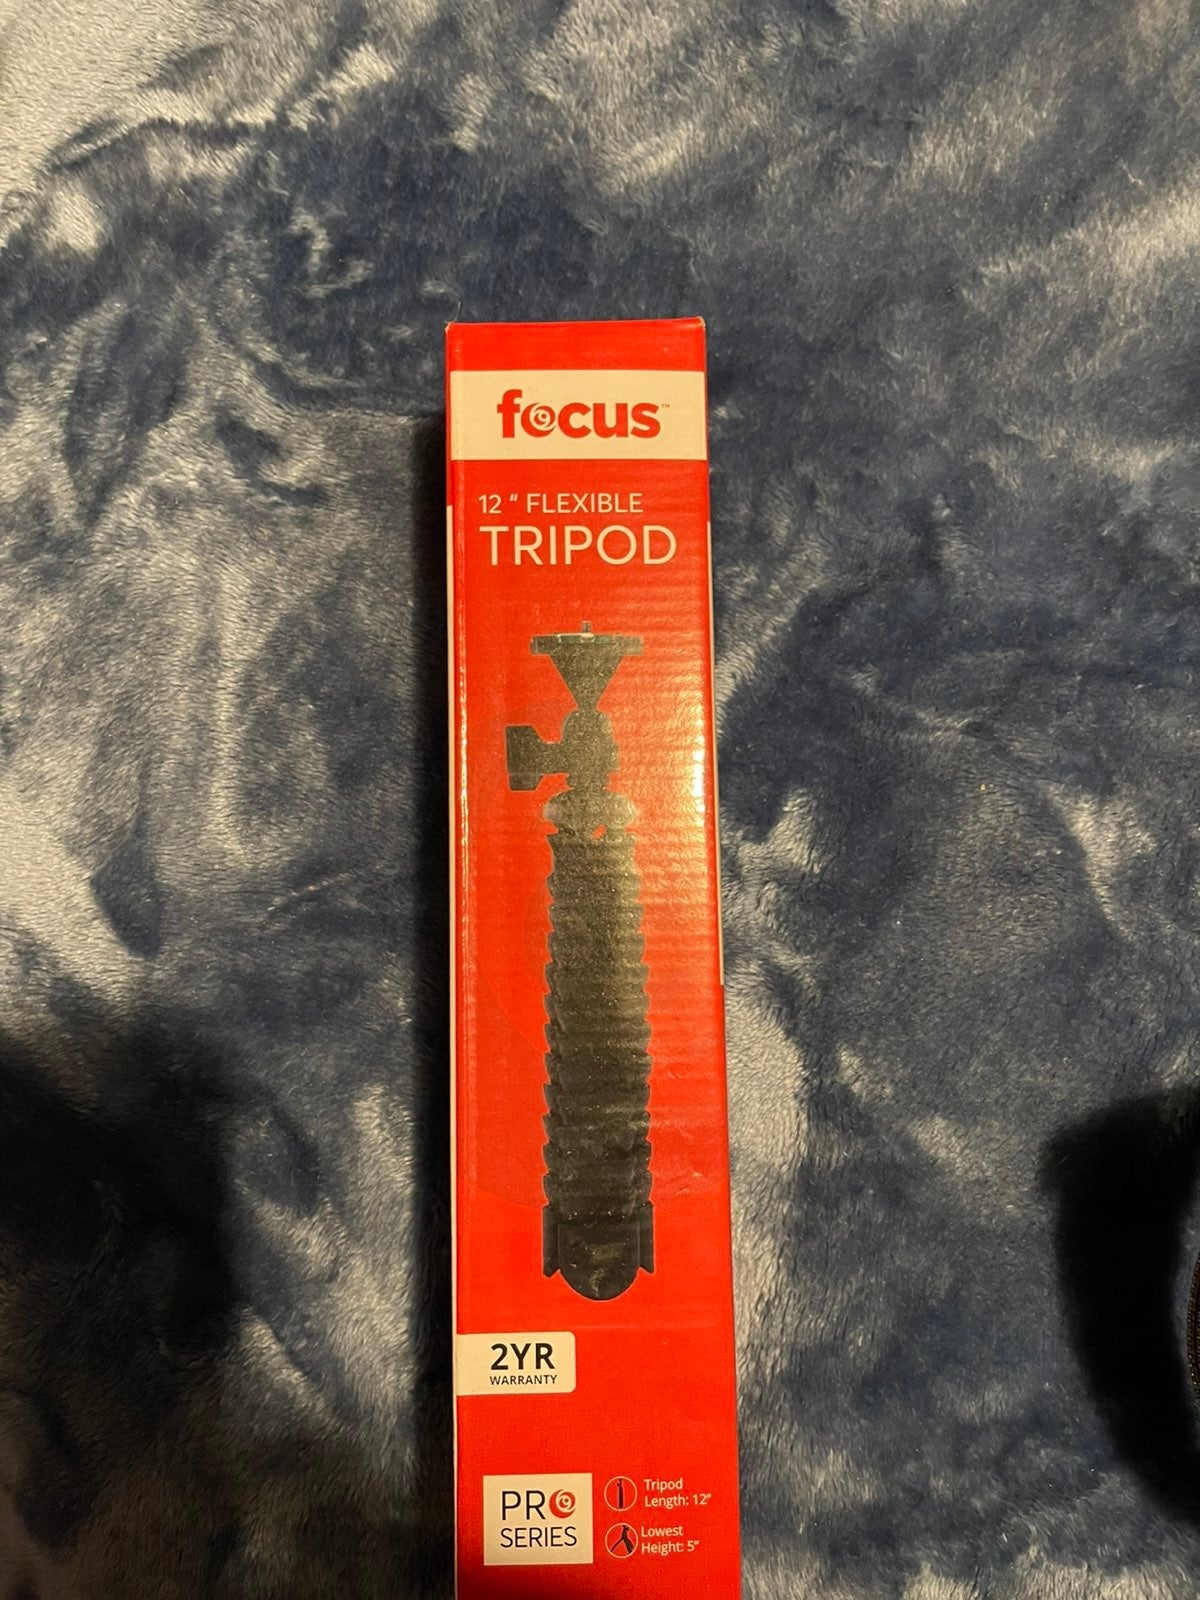 focus™
12 " FLEXIBLE
TRIPOD
2YR
WARRANTY
PRO
SERIES
Tripod
Length: 12"
Lowest
Height: 5"